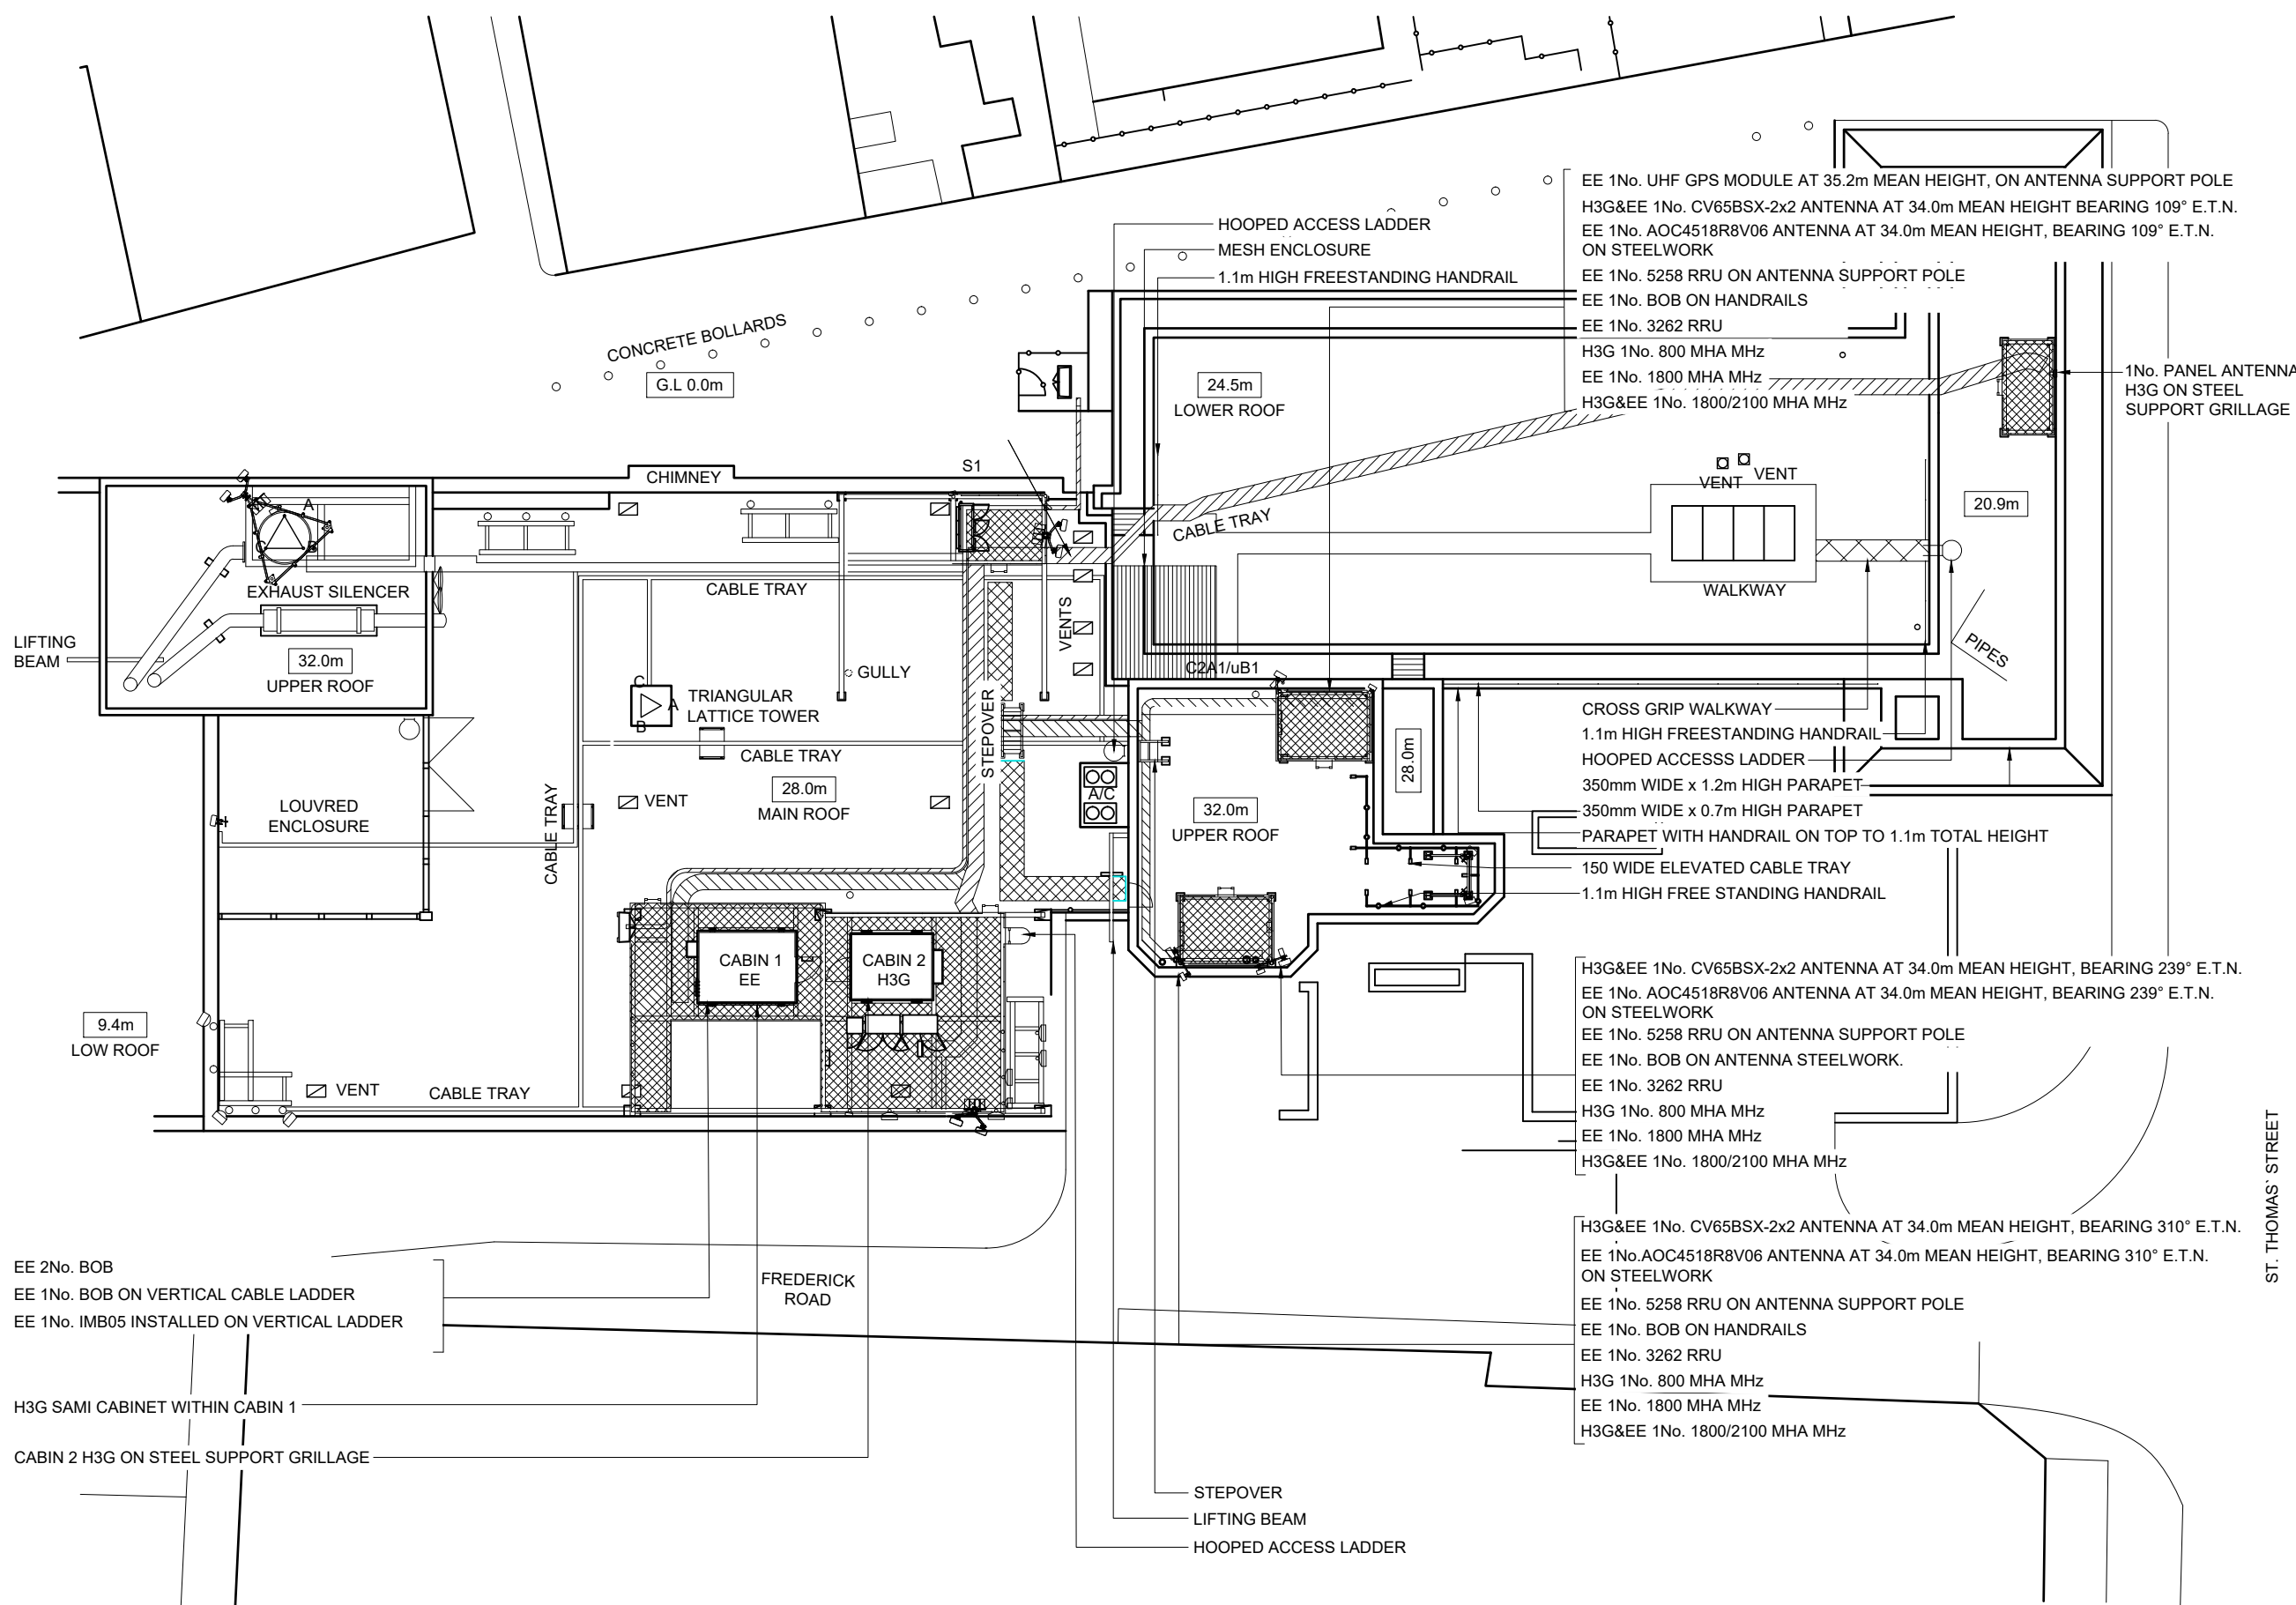 EE 1No. UHF GPS MODULE AT 35.2m MEAN HEIGHT, ON ANTENNA SUPPORT POLE
H3G&EE 1No. CV65BSX-2x2 ANTENNA AT 34.0m MEAN HEIGHT BEARING 109° E.T.N.
EE 1No. AOC4518R8V06 ANTENNA AT 34.0m MEAN HEIGHT, BEARING 109° E.T.N.
ON STEELWORK
EE 1No. 5258 RRU ON ANTENNA SUPPORT POLE
EE 1No. BOB ON HANDRAILS
EE 1No. 3262 RRU
H3G 1No. 800 MHA MHz
EE 1No. 1800 MHA MHz
H3G&EE 1No. 1800/2100 MHA MHz
HOOPED ACCESS LADDER
MESH ENCLOSURE
1.1m HIGH FREESTANDING HANDRAIL
CONCRETE BOLLARDS
G.L 0.0m
24.5m
LOWER ROOF
1No. PANEL ANTENNA
H3G ON STEEL
SUPPORT GRILLAGE
CHIMNEY
S1
VENT
VENT
20.9m
CABLE TRAY
WALKWAY
PIPES
A
B
C
EXHAUST SILENCER
LIFTING
BEAM
32.0m
UPPER ROOF
CABLE TRAY
VENTS
GULLY
C2A1/uB1
C
A
B
TRIANGULAR
LATTICE TOWER
STEPOVER
CABLE TRAY
28.0m
MAIN ROOF
VENT
A/C
28.0m
32.0m
UPPER ROOF
LOUVRED
ENCLOSURE
CABLE TRAY
CROSS GRIP WALKWAY
1.1m HIGH FREESTANDING HANDRAIL
HOOPED ACCESSS LADDER
350mm WIDE x 1.2m HIGH PARAPET
350mm WIDE x 0.7m HIGH PARAPET
PARAPET WITH HANDRAIL ON TOP TO 1.1m TOTAL HEIGHT
150 WIDE ELEVATED CABLE TRAY
1.1m HIGH FREE STANDING HANDRAIL
CABIN 1
EE
CABIN 2
H3G
9.4m
LOW ROOF
VENT
CABLE TRAY
H3G&EE 1No. CV65BSX-2x2 ANTENNA AT 34.0m MEAN HEIGHT, BEARING 239° E.T.N.
EE 1No. AOC4518R8V06 ANTENNA AT 34.0m MEAN HEIGHT, BEARING 239° E.T.N.
ON STEELWORK
EE 1No. 5258 RRU ON ANTENNA SUPPORT POLE
EE 1No. BOB ON ANTENNA STEELWORK.
EE 1No. 3262 RRU
H3G 1No. 800 MHA MHz
EE 1No. 1800 MHA MHz
H3G&EE 1No. 1800/2100 MHA MHz
ST. THOMAS` STREET
H3G&EE 1No. CV65BSX-2x2 ANTENNA AT 34.0m MEAN HEIGHT, BEARING 310° E.T.N.
EE 1No.AOC4518R8V06 ANTENNA AT 34.0m MEAN HEIGHT, BEARING 310° E.T.N.
ON STEELWORK
EE 1No. 5258 RRU ON ANTENNA SUPPORT POLE
EE 1No. BOB ON HANDRAILS
EE 1No. 3262 RRU
H3G 1No. 800 MHA MHz
EE 1No. 1800 MHA MHz
H3G&EE 1No. 1800/2100 MHA MHz
FREDERICK
ROAD
EE 2No. BOB
EE 1No. BOB ON VERTICAL CABLE LADDER
EE 1No. IMB05 INSTALLED ON VERTICAL LADDER
H3G SAMI CABINET WITHIN CABIN 1
CABIN 2 H3G ON STEEL SUPPORT GRILLAGE
STEPOVER
LIFTING BEAM
HOOPED ACCESS LADDER